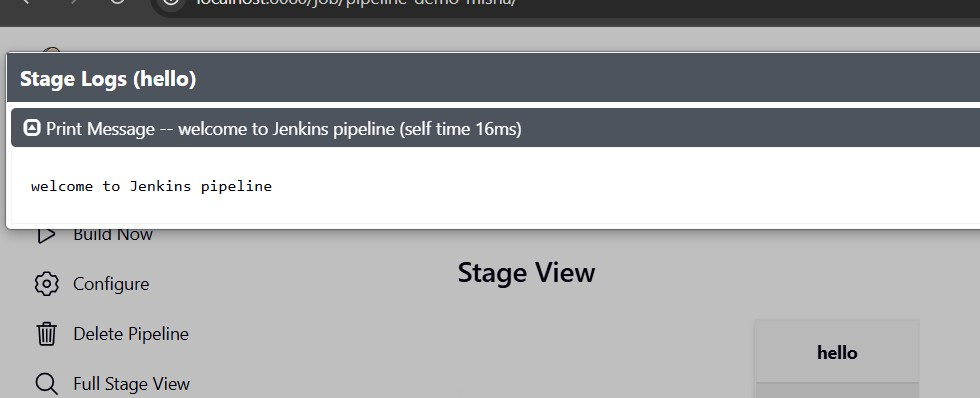 localhost:8080/job/pipeline-demo-misha/
Stage Logs (hello)
Print Message -- welcome to Jenkins pipeline (self time 16ms)
welcome to Jenkins pipeline
Build Now
Configure
Delete Pipeline
Full Stage View
Stage View
hello